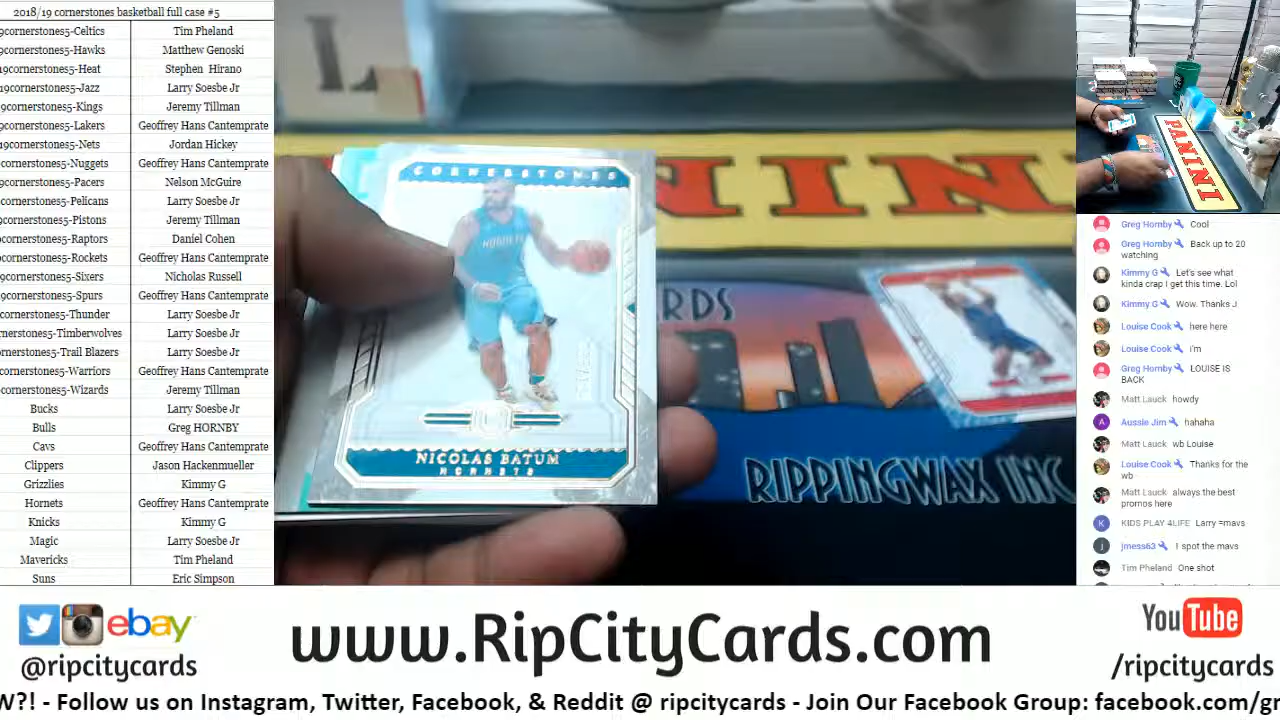 2018/19 cornerstones basketball full case #5
9cornerstones5-Celtics Tim Pheland
9cornerstones5-Hawks Matthew Genoski
19cornerstones5-Heat Stephen Hirano
19cornerstones5-Jazz Larry Soesbe Jr
9cornerstones5-Kings Jeremy Tillman
9cornerstones5-Lakers Geoffrey Hans Cantemprate
19cornerstones5-Nets Jordan Hickey
cornerstones5-Nuggets Geoffrey Hans Cantemprate
9cornerstones5-Pacers Nelson McGuire
cornerstones5-Pelicans Larry Soesbe Jr
9cornerstones5-Pistons Jeremy Tillman
cornerstones5-Raptors Daniel Cohen
cornerstones5-Rockets Geoffrey Hans Cantemprate
9cornerstones5-Sixers Nicholas Russell
9cornerstones5-Spurs Geoffrey Hans Cantemprate
cornerstones5-Thunder Larry Soesbe Jr
rnerstones5-Timberwolves Larry Soesbe Jr
ornerstones5-Trail Blazers Larry Soesbe Jr
cornerstones5-Warriors Geoffrey Hans Cantemprate
cornerstones5-Wizards Jeremy Tillman
Bucks Larry Soesbe Jr
Bulls Greg HORNBY
Cavs Geoffrey Hans Cantemprate
Clippers Jason Hackenmueller
Grizzlies Kimmy G
Hornets Geoffrey Hans Cantemprate
Knicks Kimmy G
Magic Larry Soesbe Jr
Mavericks Tim Pheland
Suns Eric Simpson
CORNERSTONES
HORNETS
NICOLAS BATUM
HORNETS
PANINI
RDS
RIPPINGWAX INC
PANINI
Greg Hornby Cool
Greg Hornby Back up to 20
watching
Kimmy G Let's see what
kinda crap I get this time. Lol
Kimmy G Wow. Thanks J
Louise Cook here here
Louise Cook i'm
Greg Hornby LOUISE IS
BACK
Matt Lauck howdy
Aussie Jim hahaha
Matt Lauck wb Louise
Louise Cook Thanks for the
wb
Matt Lauck always the best
promos here
KIDS PLAY 4LIFE Larry =mavs
jmess63 I spot the mavs
Tim Pheland One shot
ebay
@ripcitycards
www.RipCityCards.com
YouTube
/ripcitycards
W?! - Follow us on Instagram, Twitter, Facebook, & Reddit @ ripcitycards - Join Our Facebook Group: facebook.com/gr